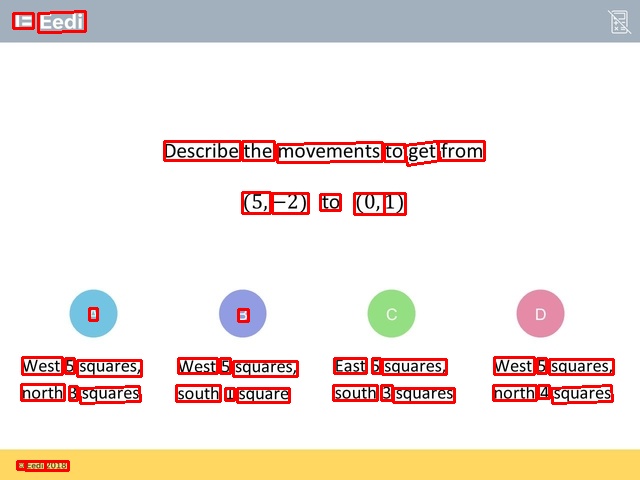 Eedi
Describe the movements to get from
(5, −2) to (0, 1)
A
B
C
D
West 5 squares,
north 3 squares
West 5 squares,
south 1 square
East 5 squares,
south 3 squares
West 5 squares,
north 4 squares
© Eedi 2018